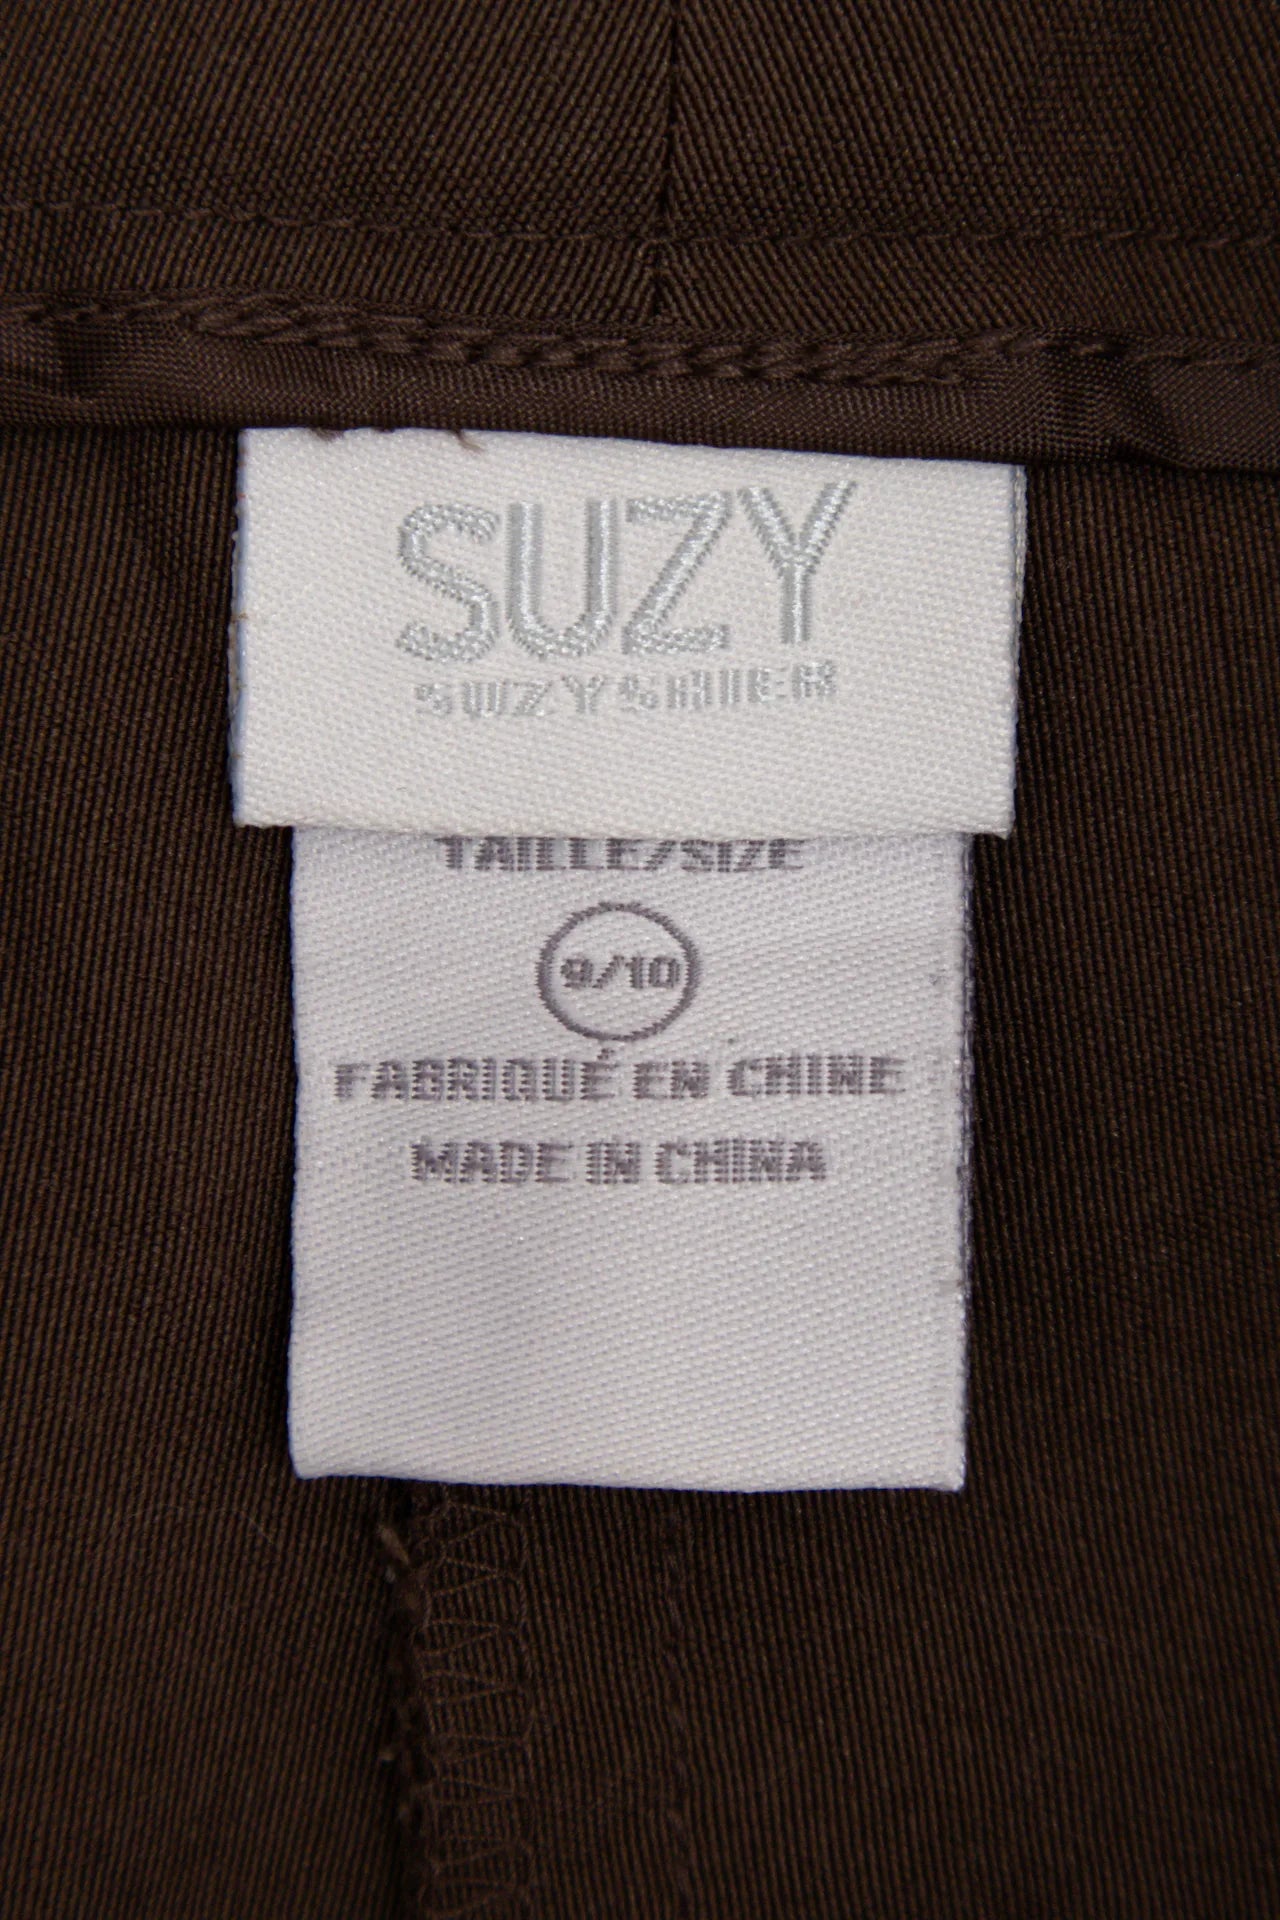 SUZY
SUZY SHIER
TAILLE/SIZE
9/10
FABRIQUÉ EN CHINE
MADE IN CHINA